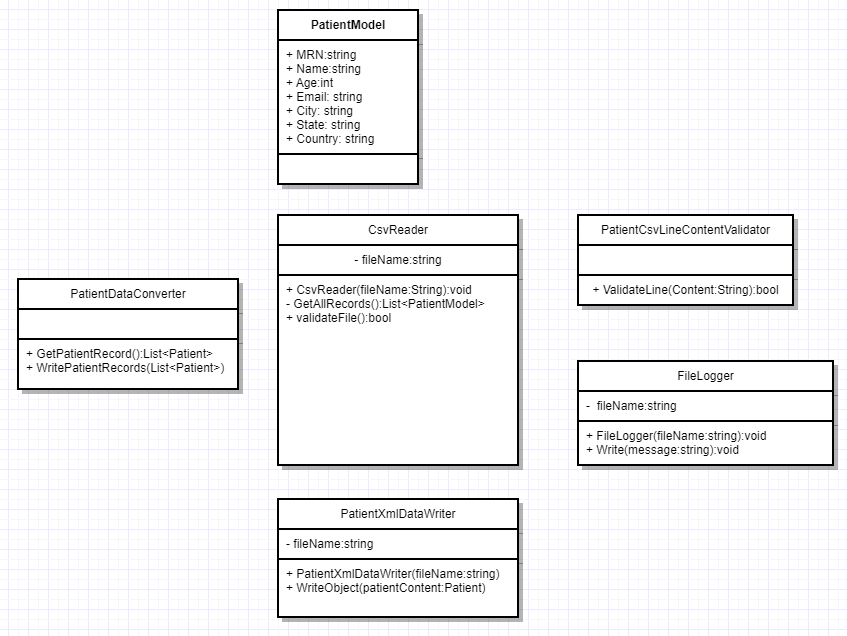 PatientModel
+ MRN:string
+ Name:string
+ Age:int
+ Email: string
+ City: string
+ State: string
+ Country: string
CsvReader
- fileName:string
+ CsvReader(fileName:String):void
- GetAllRecords():List<PatientModel>
+ validateFile():bool
PatientCsvLineContentValidator
+ ValidateLine(Content:String):bool
PatientDataConverter
+ GetPatientRecord():List<Patient>
+ WritePatientRecords(List<Patient>)
FileLogger
- fileName:string
+ FileLogger(fileName:string):void
+ Write(message:string):void
PatientXmlDataWriter
- fileName:string
+ PatientXmlDataWriter(fileName:string)
+ WriteObject(patientContent:Patient)